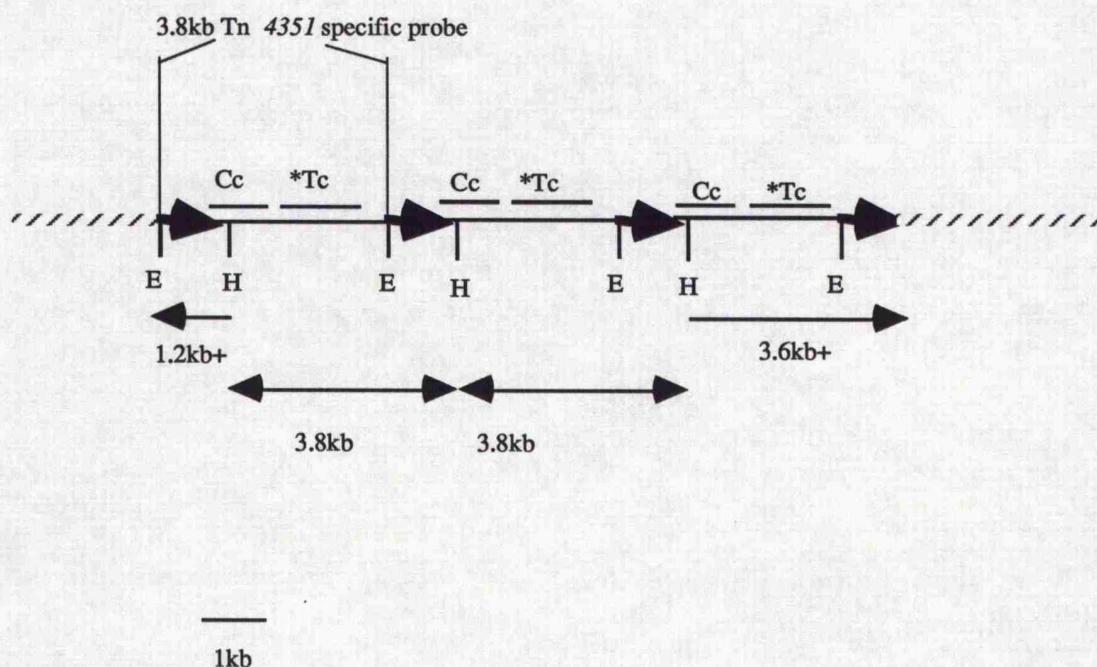 3.8kb Tn 4351 specific probe
Cc *Tc Cc *Tc Cc *Tc
E H E H E H E
1.2kb+ 3.6kb+
3.8kb 3.8kb
1kb